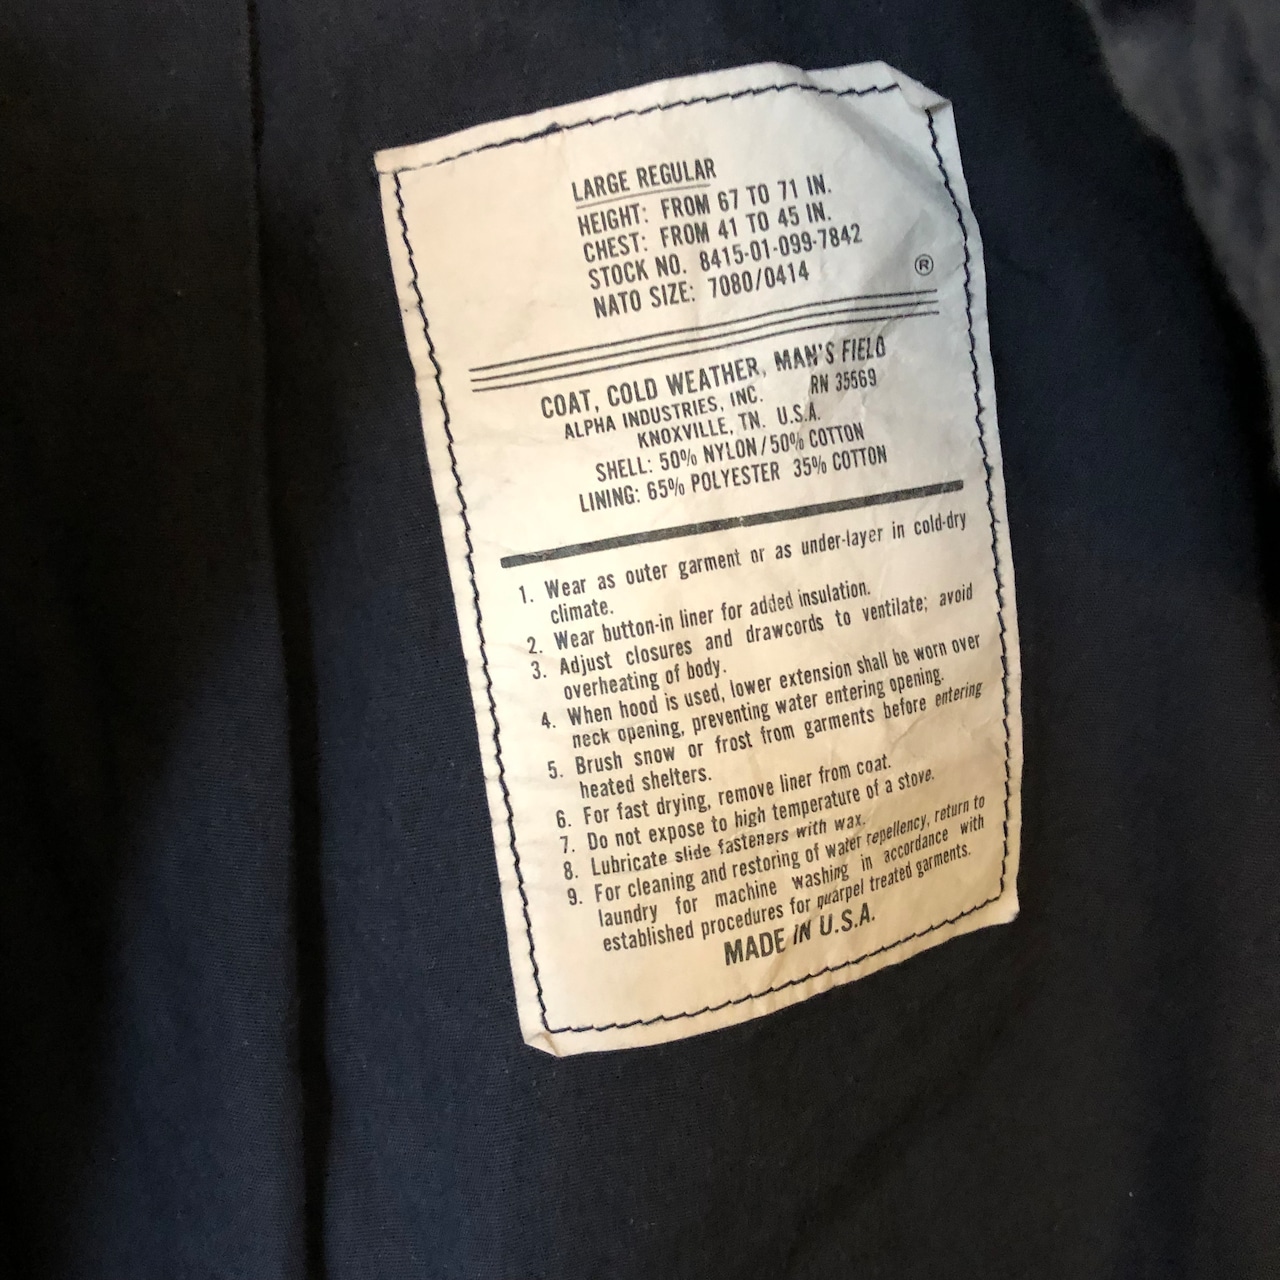 LARGE REGULAR
HEIGHT: FROM 67 TO 71 IN.
CHEST: FROM 41 TO 45 IN.
STOCK NO. 8415-01-099-7842
NATO SIZE: 7080/0414
®
COAT, COLD WEATHER, MAN'S FIELD
ALPHA INDUSTRIES, INC. RN 35569
KNOXVILLE, TN. U.S.A.
SHELL: 50% NYLON/50% COTTON
LINING: 65% POLYESTER 35% COTTON
1. Wear as outer garment or as under-layer in cold-dry
climate.
2. Wear button-in liner for added insulation.
3. Adjust closures and drawcords to ventilate; avoid
overheating of body.
4. When hood is used, lower extension shall be worn over
neck opening, preventing water entering opening.
5. Brush snow or frost from garments before entering
heated shelters.
6. For fast drying, remove liner from coat.
7. Do not expose to high temperature of a stove.
8. Lubricate slide fasteners with wax.
9. For cleaning and restoring of water repellency, return to
laundry for machine washing in accordance with
established procedures for quarpel treated garments.
MADE IN U.S.A.